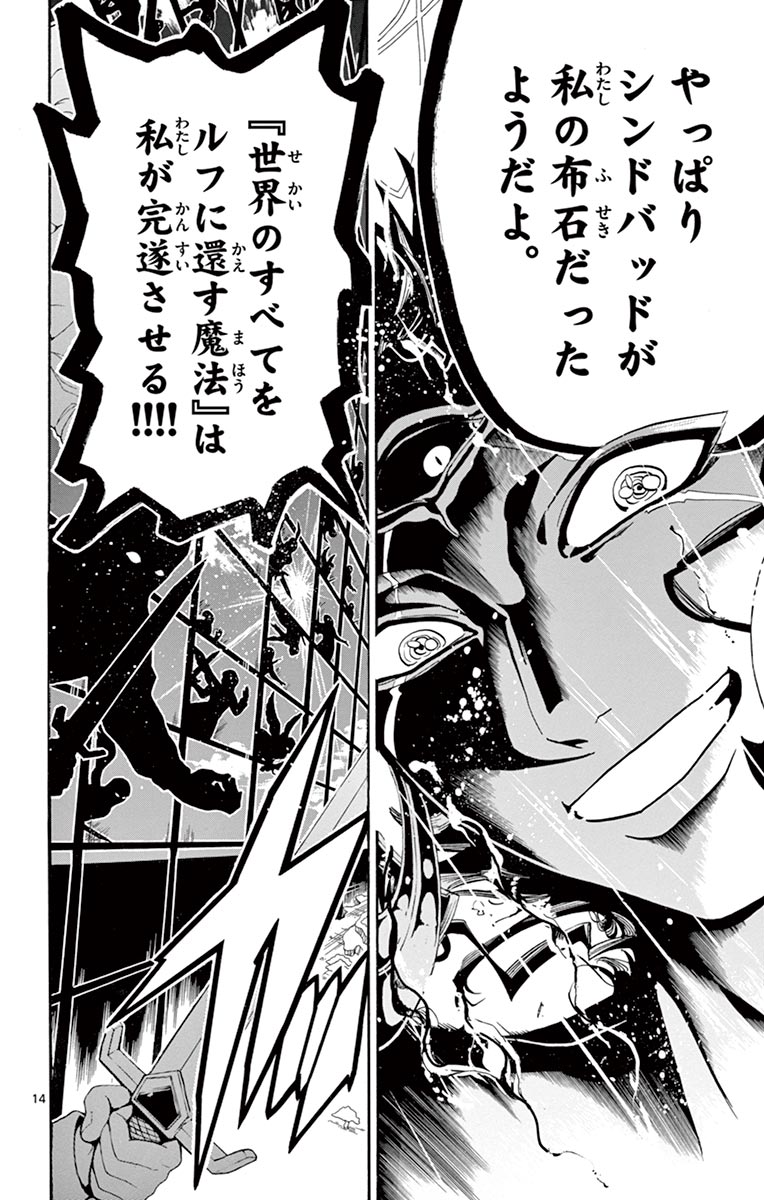 やっぱり
シンドバッドが
私の布石だった
ようだよ。
『世界のすべてを
ルフに還す魔法』は
私が完遂させる!!!!
14